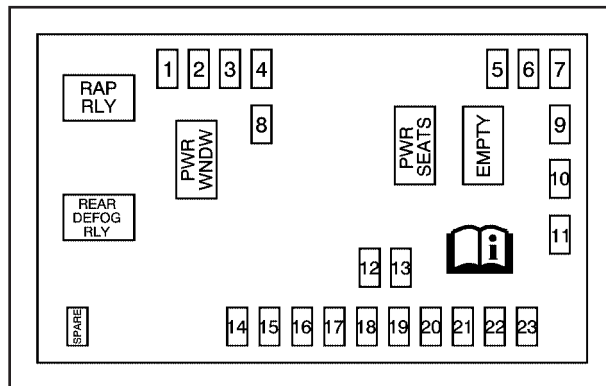 1 2 3 4 5 6 7
RAP
RLY
8 9
PWR
WNDW
PWR
SEATS
EMPTY
10
REAR
DEFOG
RLY
11
i
12 13
SPARE
14 15 16 17 18 19 20 21 22 23